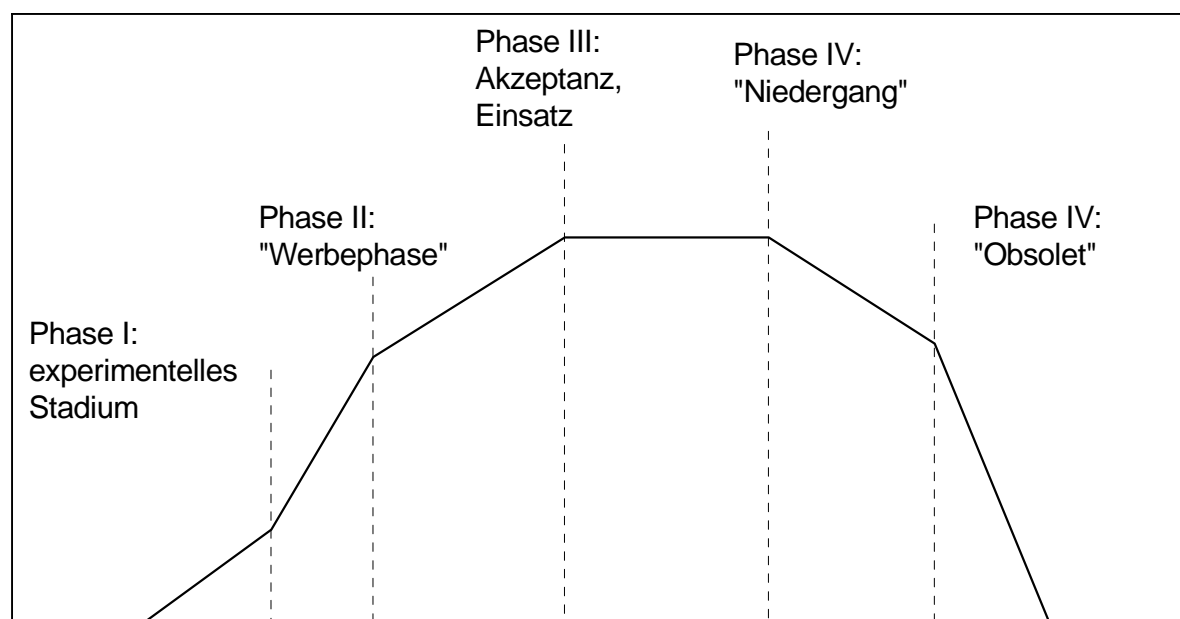 Phase I:
experimentelles
Stadium
Phase II:
"Werbephase"
Phase III:
Akzeptanz,
Einsatz
Phase IV:
"Niedergang"
Phase IV:
"Obsolet"